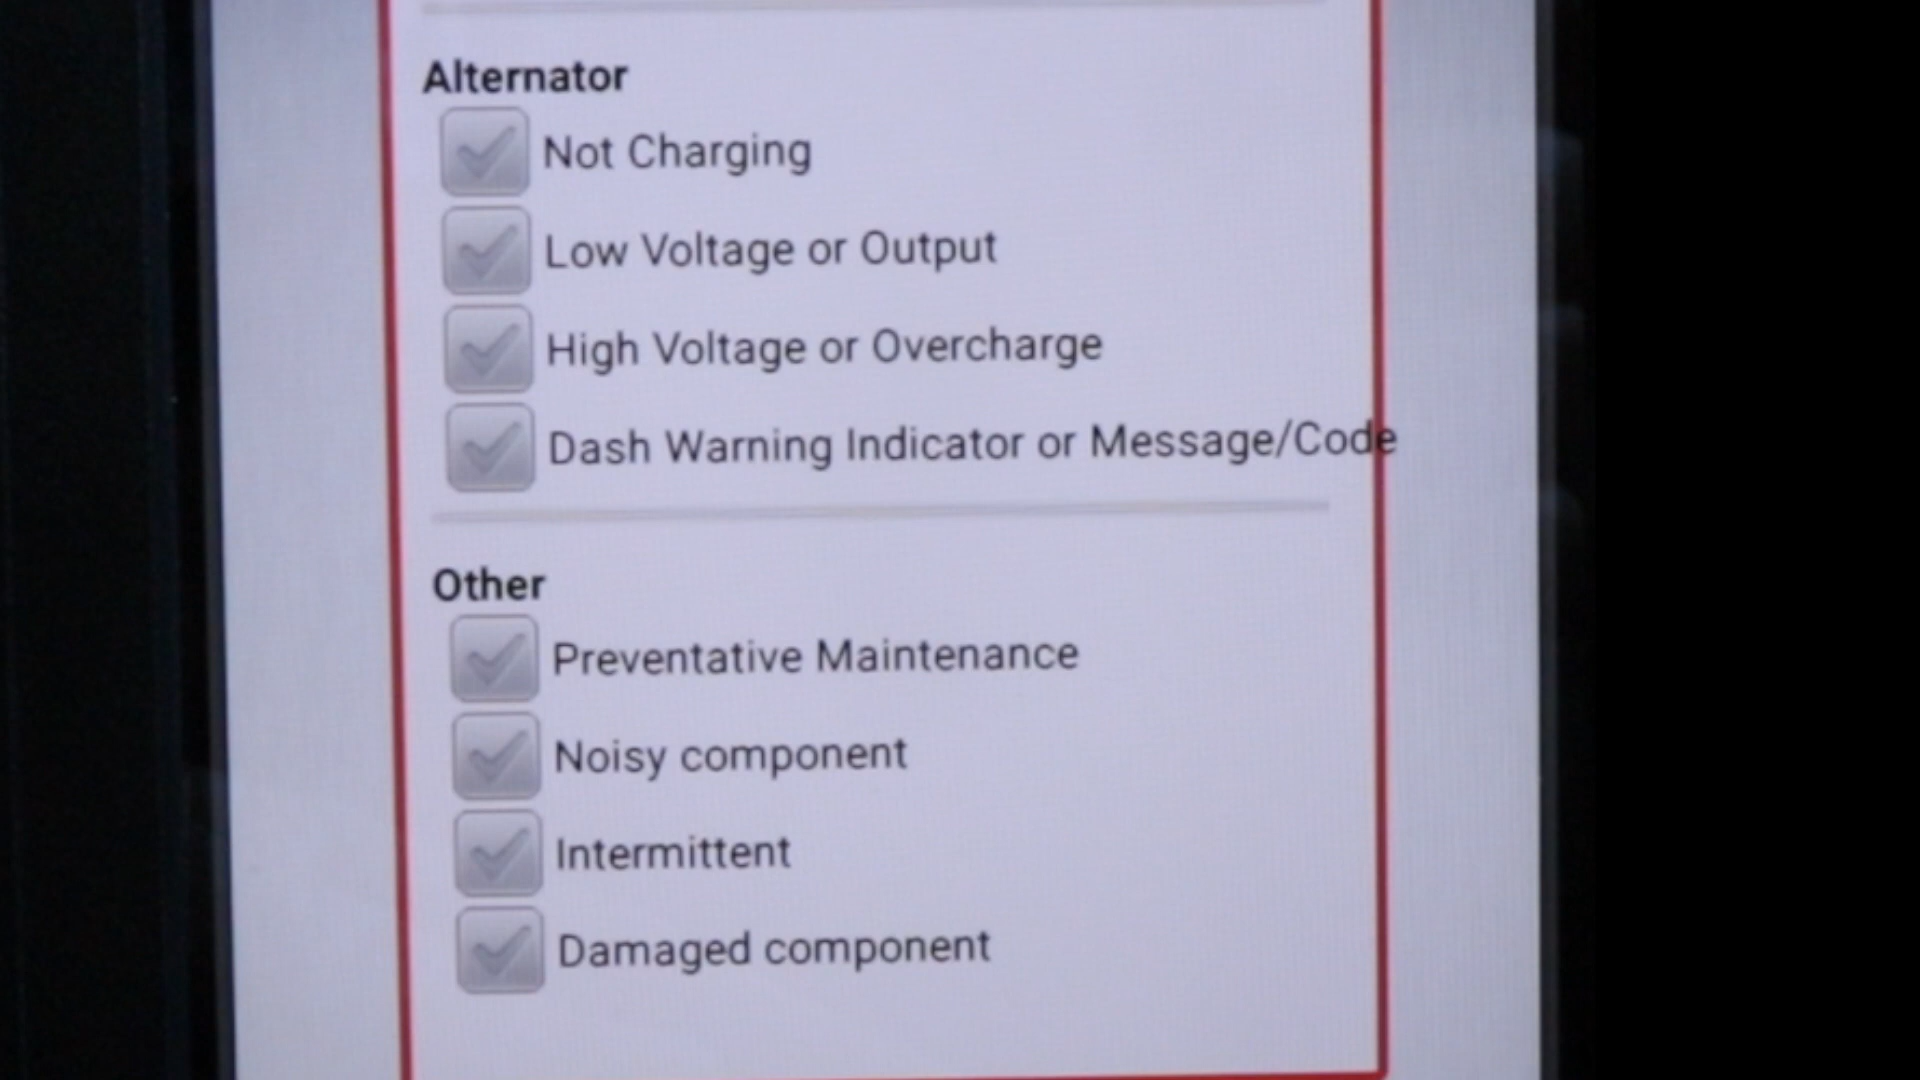 Alternator
Not Charging
Low Voltage or Output
High Voltage or Overcharge
Dash Warning Indicator or Message/Code
Other
Preventative Maintenance
Noisy component
Intermittent
Damaged component